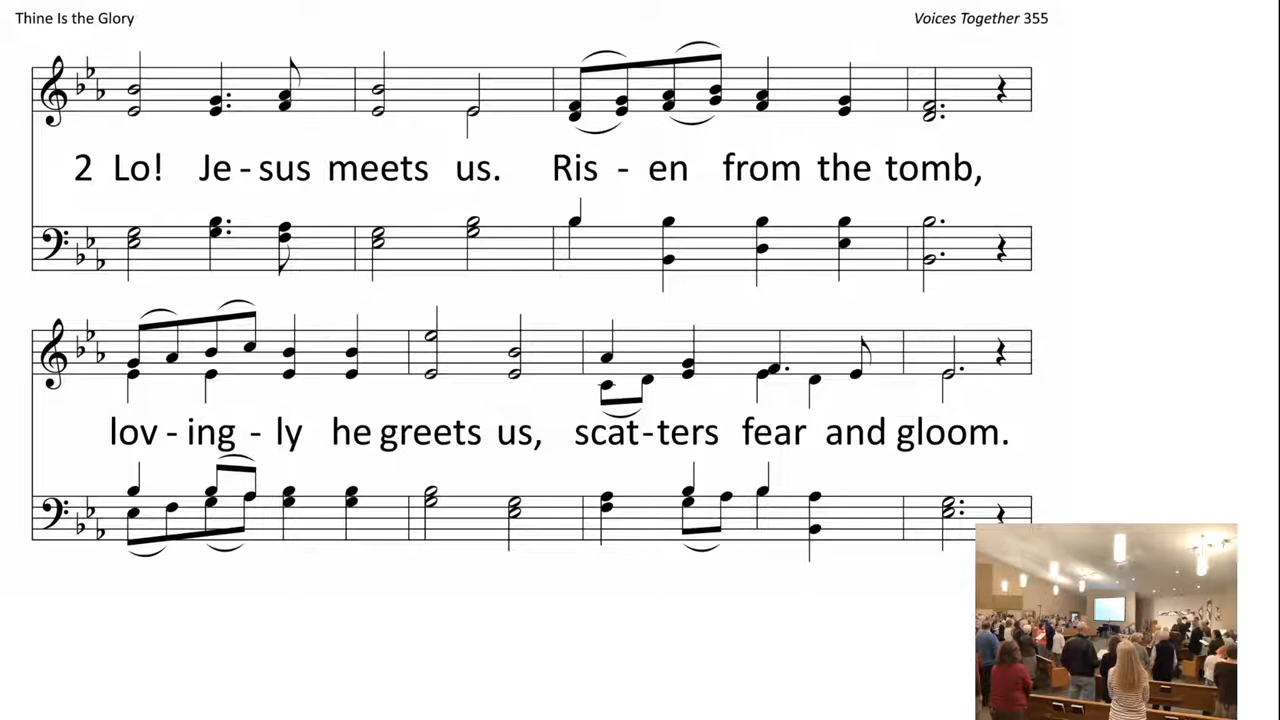 Thine Is the Glory
Voices Together 355
2 Lo! Je - sus meets us. Ris - en from the tomb,
lov - ing - ly he greets us, scat - ters fear and gloom.